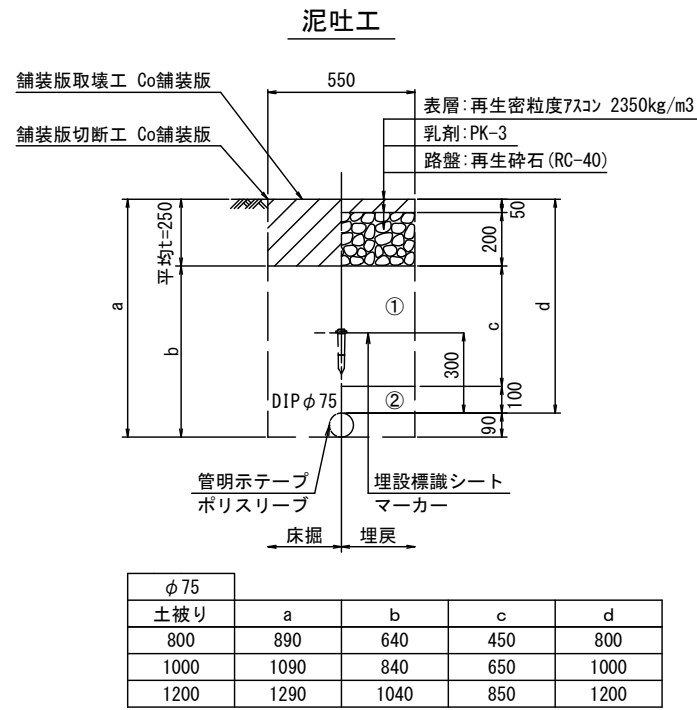 泥吐工
舗装版取壊工 Co舗装版
550
表層:再生密粒度アスコン 2350kg/m3
舗装版切断工 Co舗装版
乳剤:PK-3
路盤:再生砕石(RC-40)
平均t=250
50
200
a
b
①
c
d
300
DIPφ75
②
100
90
管明示テープ
ポリスリーブ
埋設標識シート
マーカー
床掘
埋戻
φ75
土被り a b c d
800 890 640 450 800
1000 1090 840 650 1000
1200 1290 1040 850 1200